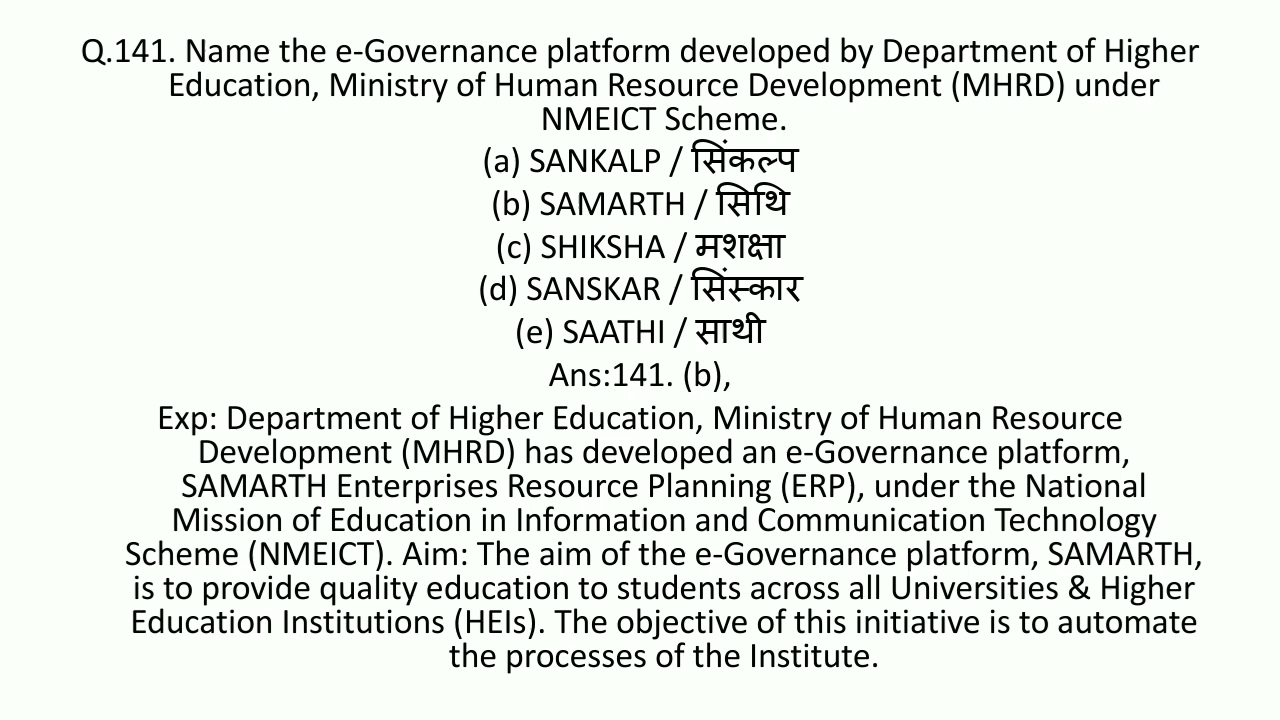 Q.141. Name the e-Governance platform developed by Department of Higher
Education, Ministry of Human Resource Development (MHRD) under
NMEICT Scheme.
(a) SANKALP / सिंकल्प
(b) SAMARTH / सिथि
(c) SHIKSHA / मशक्षा
(d) SANSKAR / सिंस्कार
(e) SAATHI / साथी
Ans:141. (b),
Exp: Department of Higher Education, Ministry of Human Resource
Development (MHRD) has developed an e-Governance platform,
SAMARTH Enterprises Resource Planning (ERP), under the National
Mission of Education in Information and Communication Technology
Scheme (NMEICT). Aim: The aim of the e-Governance platform, SAMARTH,
is to provide quality education to students across all Universities & Higher
Education Institutions (HEIs). The objective of this initiative is to automate
the processes of the Institute.